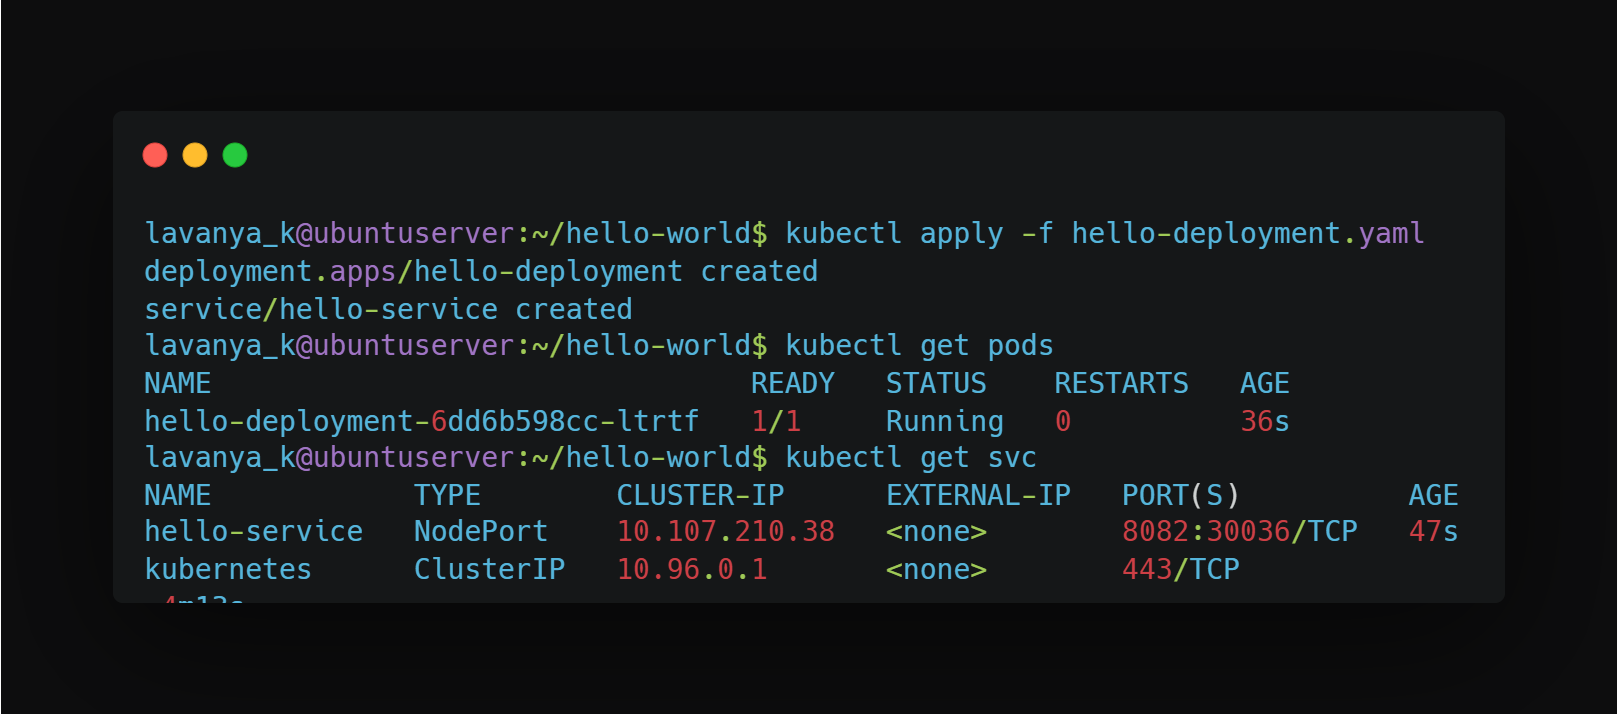 lavanya_k@ubuntuserver:~/hello-world$ kubectl apply -f hello-deployment.yaml
deployment.apps/hello-deployment created
service/hello-service created
lavanya_k@ubuntuserver:~/hello-world$ kubectl get pods
NAME                                READY   STATUS    RESTARTS   AGE
hello-deployment-6dd6b598cc-ltrtf   1/1     Running   0          36s
lavanya_k@ubuntuserver:~/hello-world$ kubectl get svc
NAME            TYPE        CLUSTER-IP      EXTERNAL-IP   PORT(S)          AGE
hello-service   NodePort    10.107.210.38   <none>        8082:30036/TCP   47s
kubernetes      ClusterIP   10.96.0.1       <none>        443/TCP